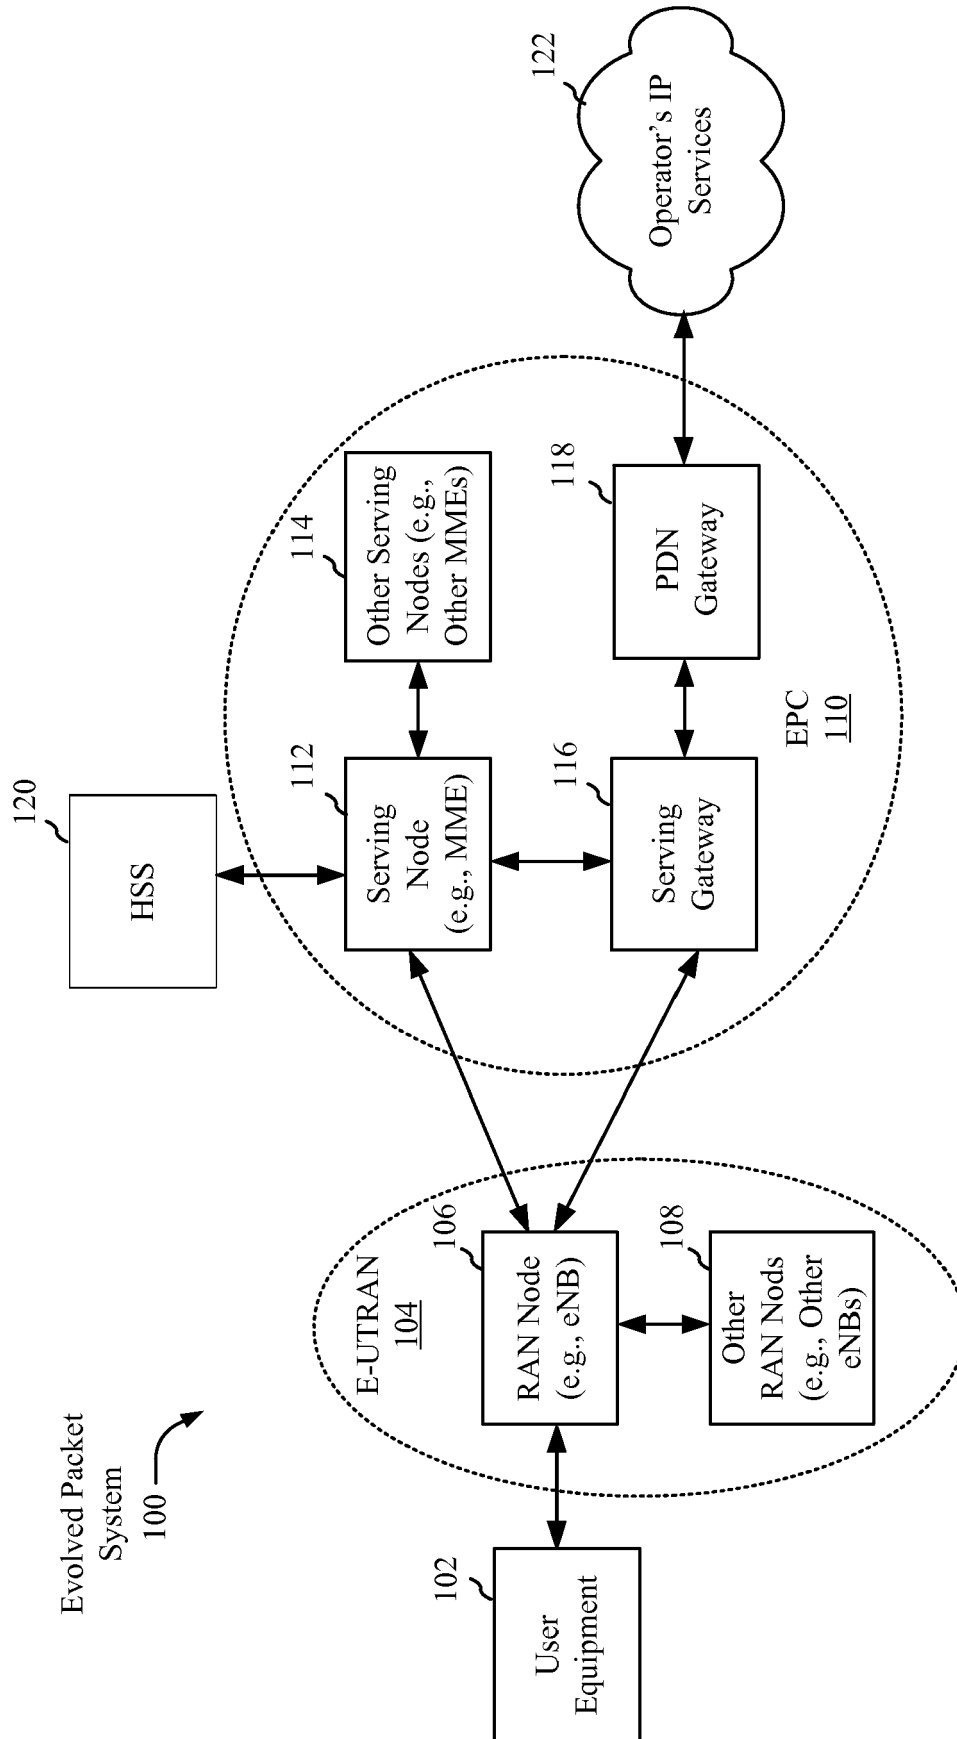 Evolved Packet
System
100
HSS
120
E-UTRAN
104
User
Equipment
102
RAN Node
(e.g., eNB)
106
Other
RAN Nods
(e.g., Other
eNBs)
108
Serving
Node
(e.g., MME)
112
Other Serving
Nodes (e.g.,
Other MMEs)
114
Serving
Gateway
116
PDN
Gateway
118
EPC
110
Operator's IP
Services
122